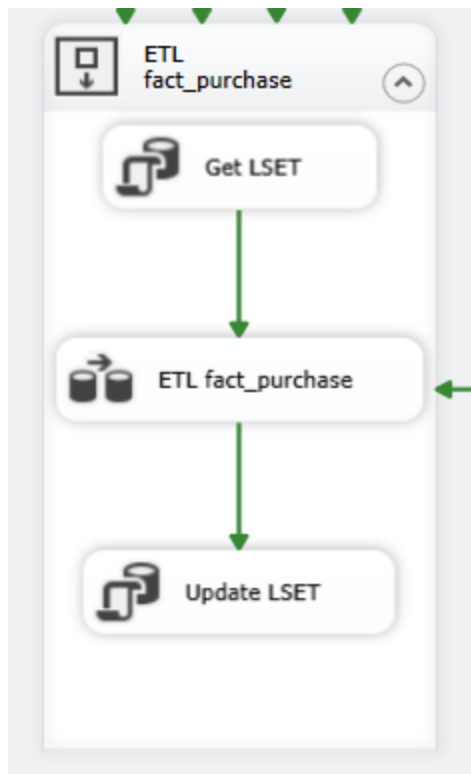 ETL
fact_purchase
Get LSET
ETL fact_purchase
Update LSET